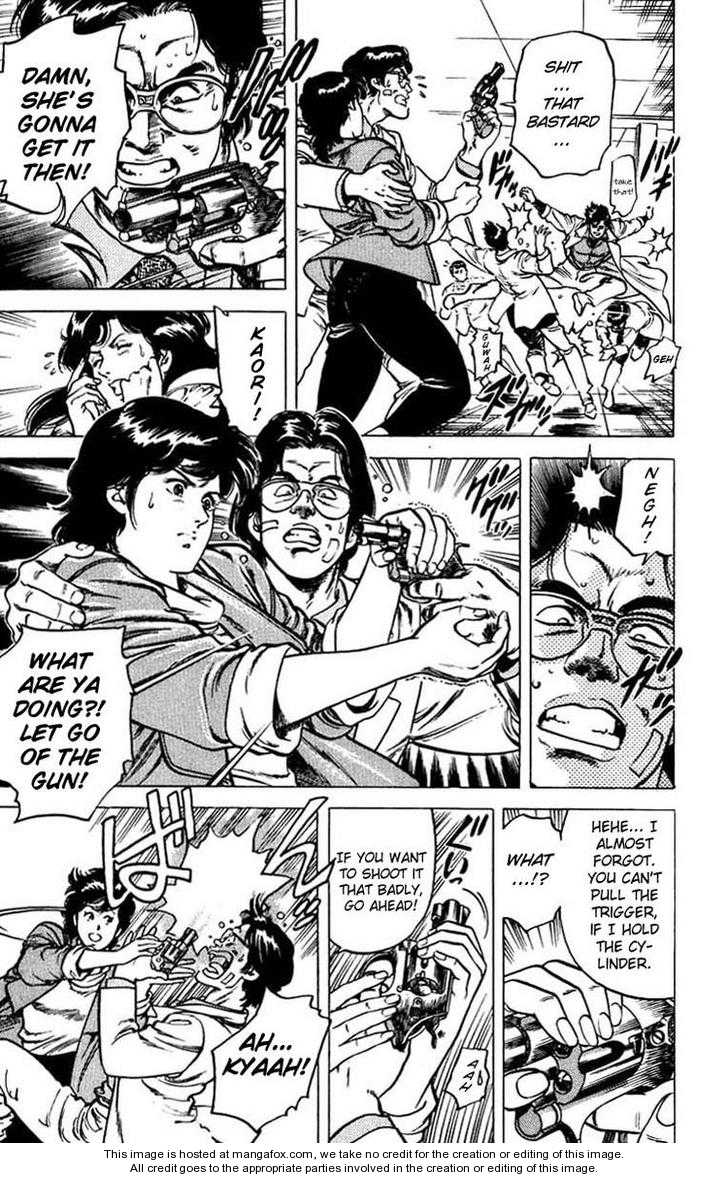 SHIT
...
THAT
BASTARD
...
take
that!
GUWAH
GEH
DAMN,
SHE'S
GONNA
GET IT
THEN!
KAORI!
NEGH!
WHAT
ARE YA
DOING?!
LET GO
OF THE
GUN!
HEHE... I
ALMOST
FORGOT.
YOU CAN'T
PULL THE
TRIGGER,
IF I HOLD
THE CY-
LINDER.
WHAT
...!?
IF YOU WANT
TO SHOOT IT
THAT BADLY,
GO AHEAD!
AAH
AH...
KYAAH!
This image is hosted at mangafox.com, we take no credit for the creation or editing of this image.
All credit goes to the appropriate parties involved in the creation or editing of this image.